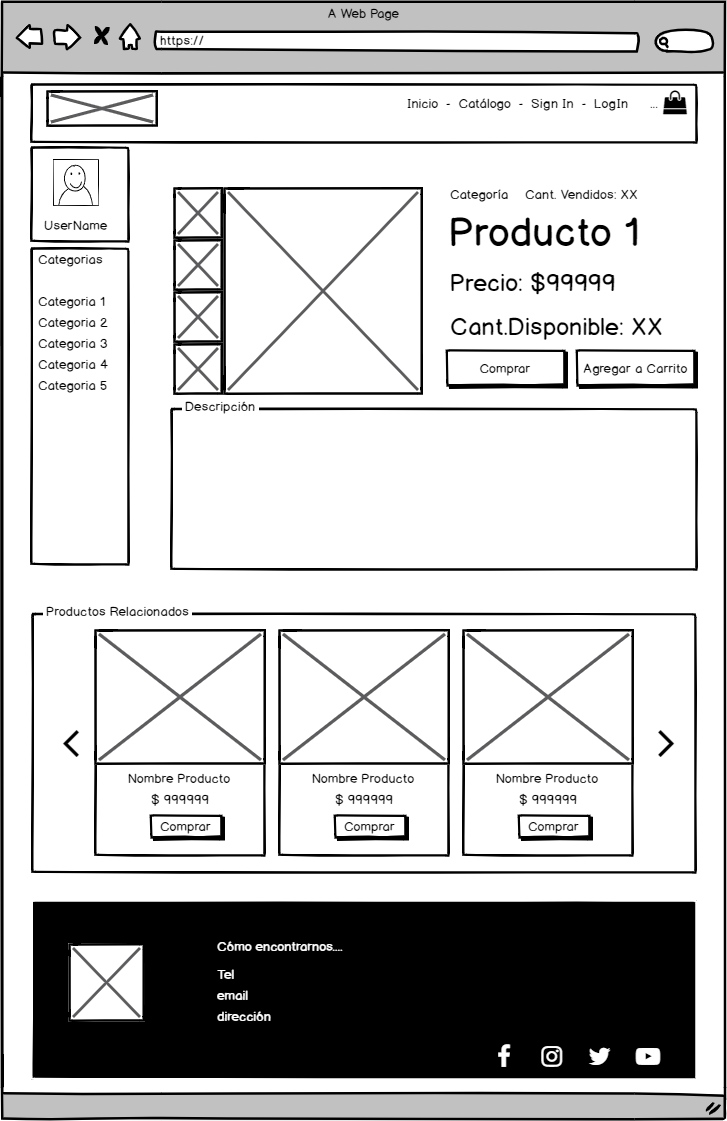 A Web Page
https://
Inicio - Catálogo - Sign In - LogIn ...
UserName
Categorias
Categoria 1
Categoria 2
Categoria 3
Categoria 4
Categoria 5
Categoría Cant. Vendidos: XX
Producto 1
Precio: $99999
Cant.Disponible: XX
Comprar Agregar a Carrito
Descripción
Productos Relacionados
Nombre Producto Nombre Producto Nombre Producto
$ 999999 $ 999999 $ 999999
Comprar Comprar Comprar
Cómo encontrarnos....
Tel
email
dirección